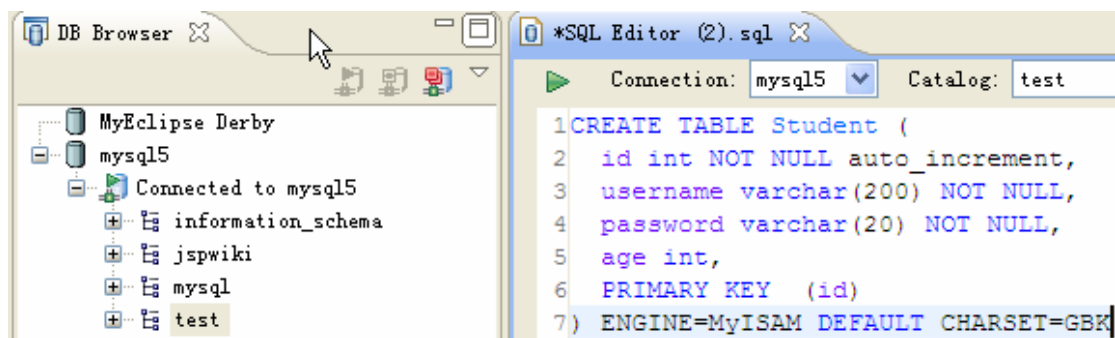 DB Browser
MyEclipse Derby
mysql5
Connected to mysql5
information_schema
jspwiki
mysql
test
*SQL Editor (2).sql
Connection: mysql5 Catalog: test
1CREATE TABLE Student (
2 id int NOT NULL auto_increment,
3 username varchar(200) NOT NULL,
4 password varchar(20) NOT NULL,
5 age int,
6 PRIMARY KEY (id)
7) ENGINE=MyISAM DEFAULT CHARSET=GBK